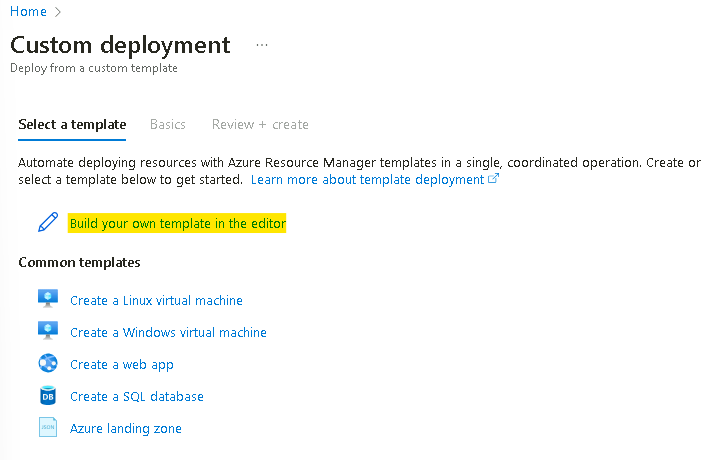 Home >
Custom deployment ...
Deploy from a custom template
Select a template Basics Review + create
Automate deploying resources with Azure Resource Manager templates in a single, coordinated operation. Create or
select a template below to get started. Learn more about template deployment
Build your own template in the editor
Common templates
Create a Linux virtual machine
Create a Windows virtual machine
Create a web app
DB Create a SQL database
JSON Azure landing zone